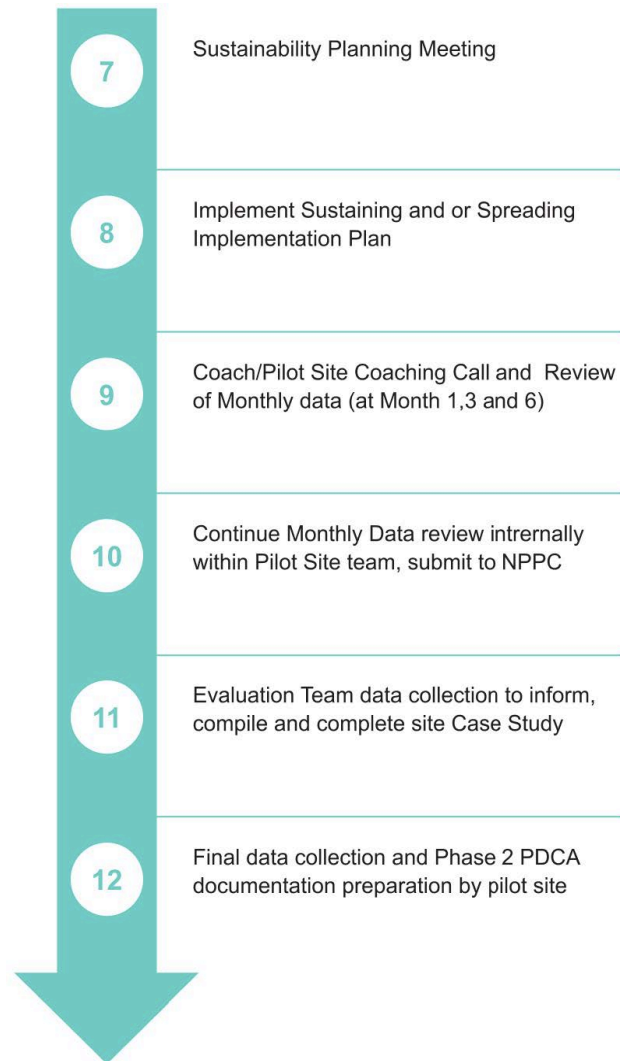 7
Sustainability Planning Meeting
8
Implement Sustaining and or Spreading
Implementation Plan
9
Coach/Pilot Site Coaching Call and  Review
of Monthly data (at Month 1,3 and 6)
10
Continue Monthly Data review intrernally
within Pilot Site team, submit to NPPC
11
Evaluation Team data collection to inform,
compile and complete site Case Study
12
Final data collection and Phase 2 PDCA
documentation preparation by pilot site